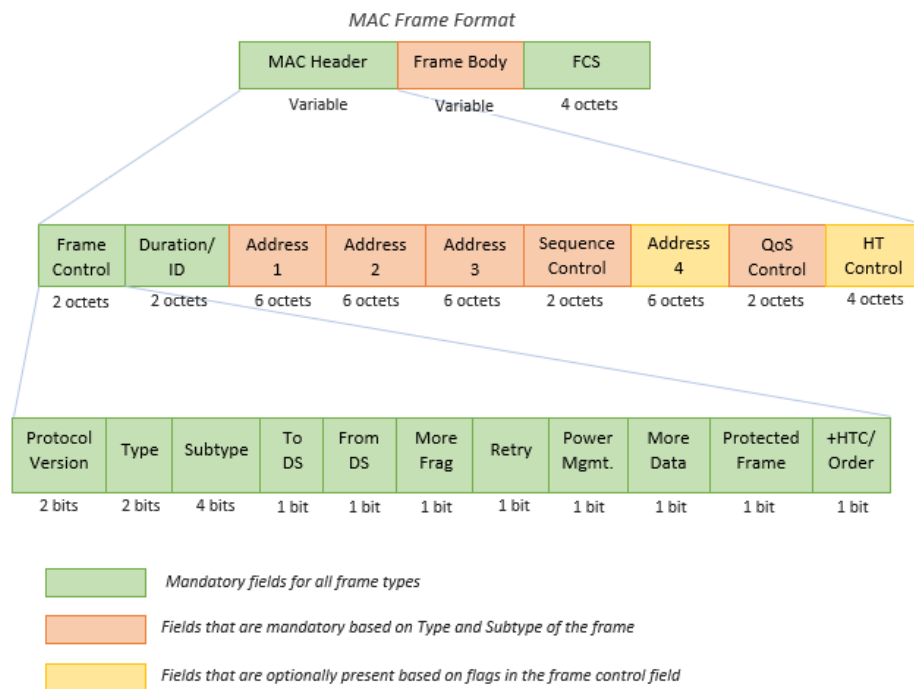 MAC Frame Format
MAC Header Frame Body FCS
Variable Variable 4 octets
Frame Control Duration/ ID Address 1 Address 2 Address 3 Sequence Control Address 4 QoS Control HT Control
2 octets 2 octets 6 octets 6 octets 6 octets 2 octets 6 octets 2 octets 4 octets
Protocol Version Type Subtype To DS From DS More Frag Retry Power Mgmt. More Data Protected Frame +HTC/ Order
2 bits 2 bits 4 bits 1 bit 1 bit 1 bit 1 bit 1 bit 1 bit 1 bit 1 bit
Mandatory fields for all frame types
Fields that are mandatory based on Type and Subtype of the frame
Fields that are optionally present based on flags in the frame control field